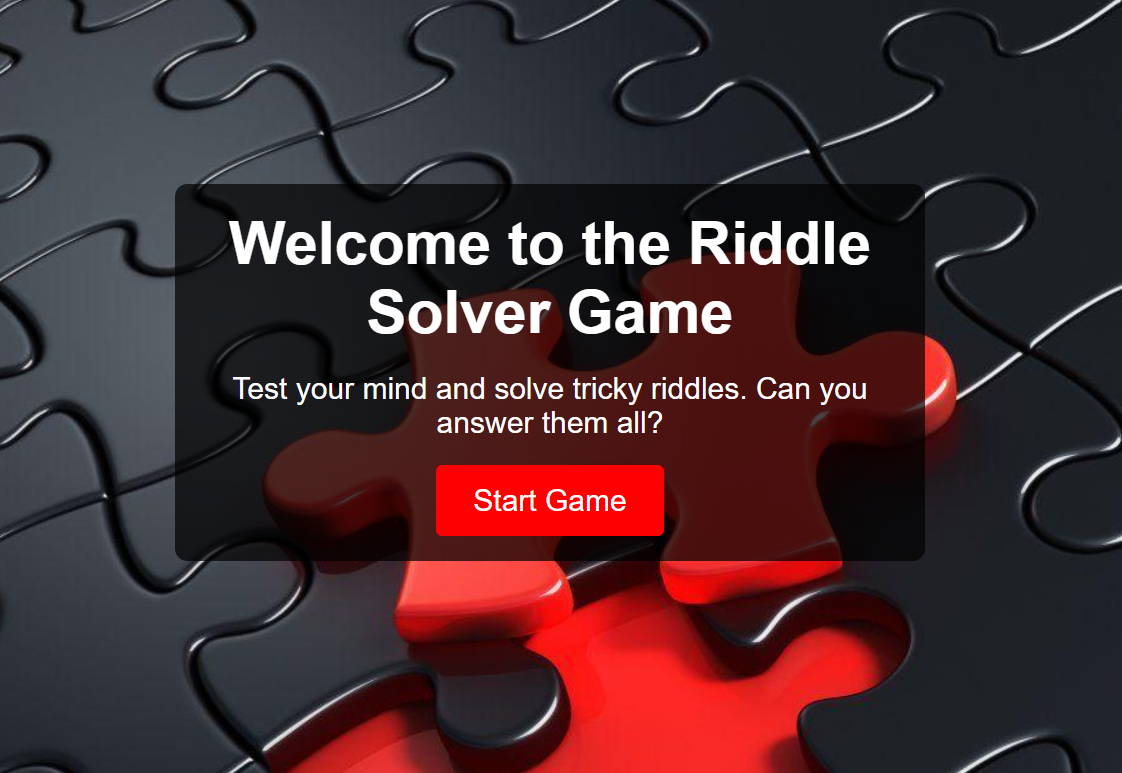 Welcome to the Riddle
Solver Game
Test your mind and solve tricky riddles. Can you
answer them all?
Start Game